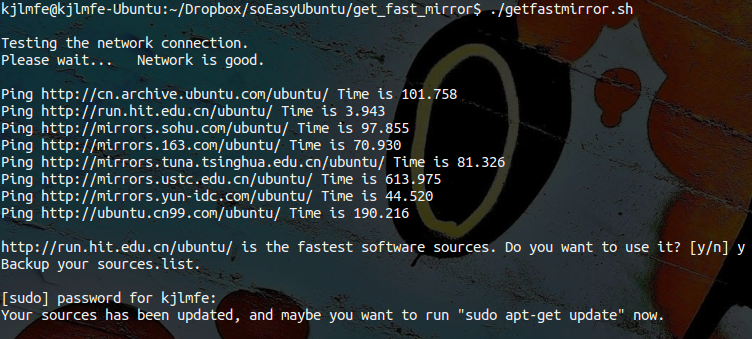 kjlmfe@kjlmfe-Ubuntu:~/Dropbox/soEasyUbuntu/get_fast_mirror$ ./getfastmirror.sh
Testing the network connection.
Please wait...   Network is good.
Ping http://cn.archive.ubuntu.com/ubuntu/ Time is 101.758
Ping http://run.hit.edu.cn/ubuntu/ Time is 3.943
Ping http://mirrors.sohu.com/ubuntu/ Time is 97.855
Ping http://mirrors.163.com/ubuntu/ Time is 70.930
Ping http://mirrors.tuna.tsinghua.edu.cn/ubuntu/ Time is 81.326
Ping http://mirrors.ustc.edu.cn/ubuntu/ Time is 613.975
Ping http://mirrors.yun-idc.com/ubuntu/ Time is 44.520
Ping http://ubuntu.cn99.com/ubuntu/ Time is 190.216
http://run.hit.edu.cn/ubuntu/ is the fastest software sources. Do you want to use it? [y/n] y
Backup your sources.list.
[sudo] password for kjlmfe:
Your sources has been updated, and maybe you want to run "sudo apt-get update" now.